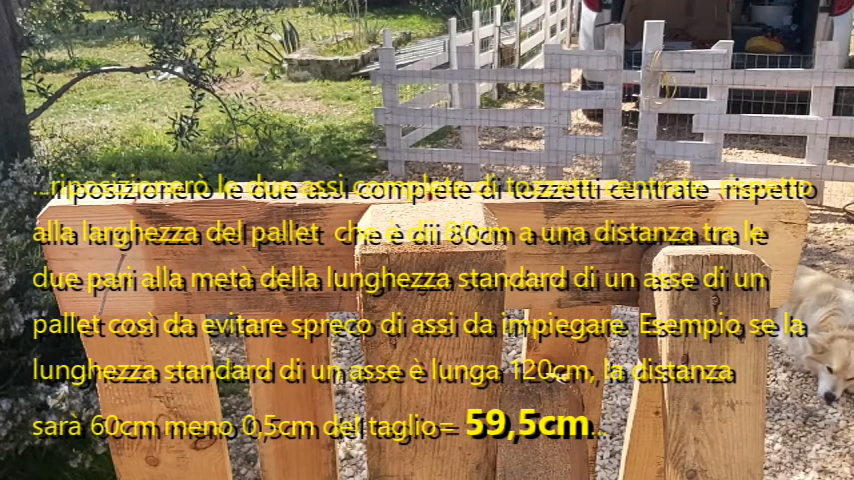 ...riposizionerò le due assi complete di tozzetti centrate rispetto
alla larghezza del pallet che è dii 80cm a una distanza tra le
due pari alla metà della lunghezza standard di un asse di un
pallet così da evitare spreco di assi da impiegare Esempio se la
lunghezza standard di un asse è lunga 120cm, la distanza
sarà 60cm meno 0,5cm del taglio= 59,5cm...